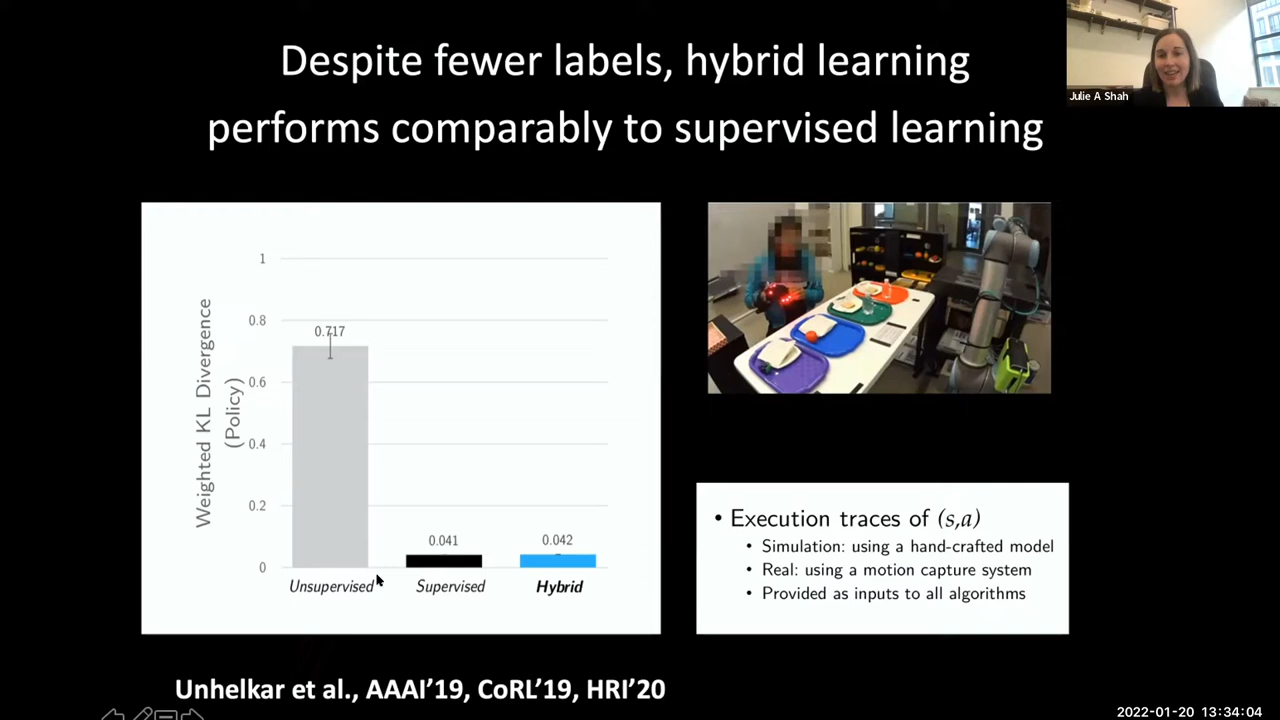 Despite fewer labels, hybrid learning
performs comparably to supervised learning
Julie A Shah
Weighted KL Divergence
(Policy)
1
0.8
0.6
0.4
0.2
0
0.717
0.041
0.042
Unsupervised
Supervised
Hybrid
• Execution traces of (s,a)
• Simulation: using a hand-crafted model
• Real: using a motion capture system
• Provided as inputs to all algorithms
Unhelkar et al., AAAI’19, CoRL’19, HRI’20
2022-01-20 13:34:04